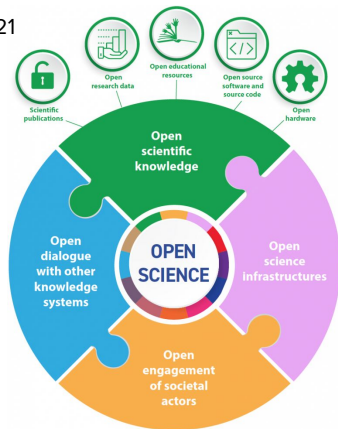 21
Scientific
publications
Open
research data
Open educational
resources
Open source
software and
source code
Open
hardware
Open
scientific
knowledge
Open
dialogue
with other
knowledge
systems
OPEN
SCIENCE
Open
science
infrastructures
Open
engagement
of societal
actors